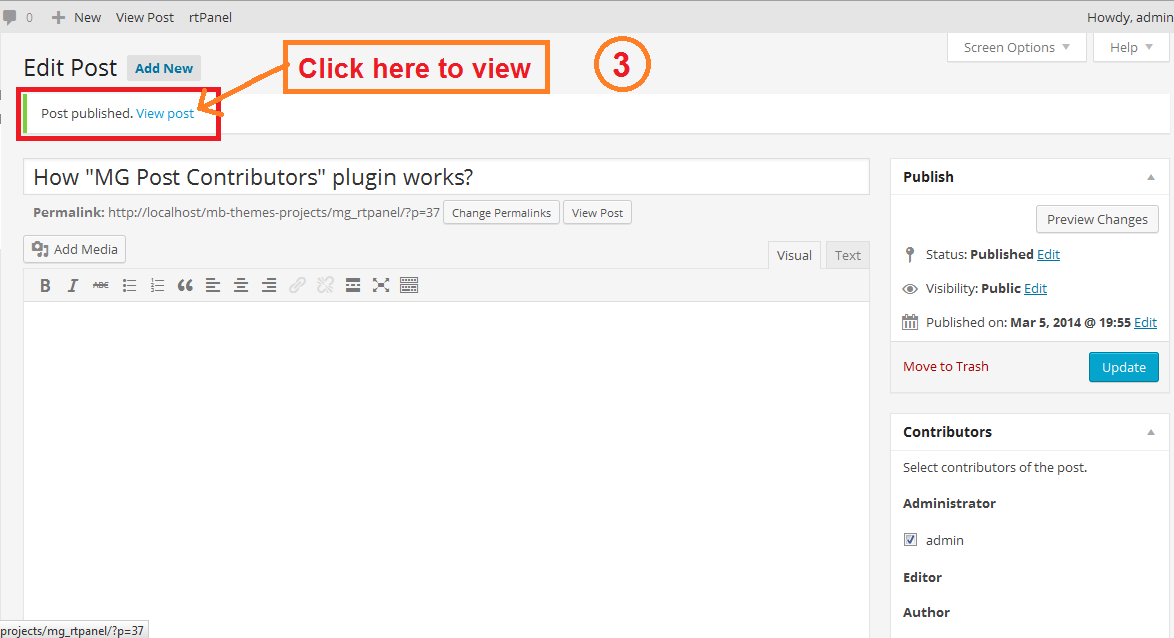 0 New View Post rtPanel Howdy, admin
Screen Options Help
Edit Post Add New
Click here to view
3
Post published. View post
How "MG Post Contributors" plugin works?
Permalink: http://localhost/mb-themes-projects/mg_rtpanel/?p=37 Change Permalinks View Post
Add Media
Visual Text
B I ABC
Publish
Preview Changes
Status: Published Edit
Visibility: Public Edit
Published on: Mar 5, 2014 @ 19:55 Edit
Move to Trash Update
Contributors
Select contributors of the post.
Administrator
admin
Editor
Author
projects/mg_rtpanel/?p=37